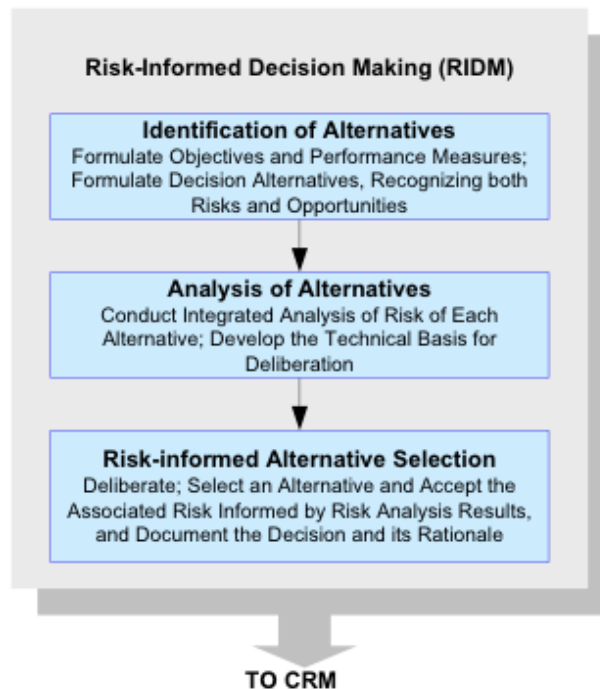 Risk-Informed Decision Making (RIDM)
Identification of Alternatives
Formulate Objectives and Performance Measures;
Formulate Decision Alternatives, Recognizing both
Risks and Opportunities
Analysis of Alternatives
Conduct Integrated Analysis of Risk of Each
Alternative; Develop the Technical Basis for
Deliberation
Risk-informed Alternative Selection
Deliberate; Select an Alternative and Accept the
Associated Risk Informed by Risk Analysis Results,
and Document the Decision and its Rationale
TO CRM